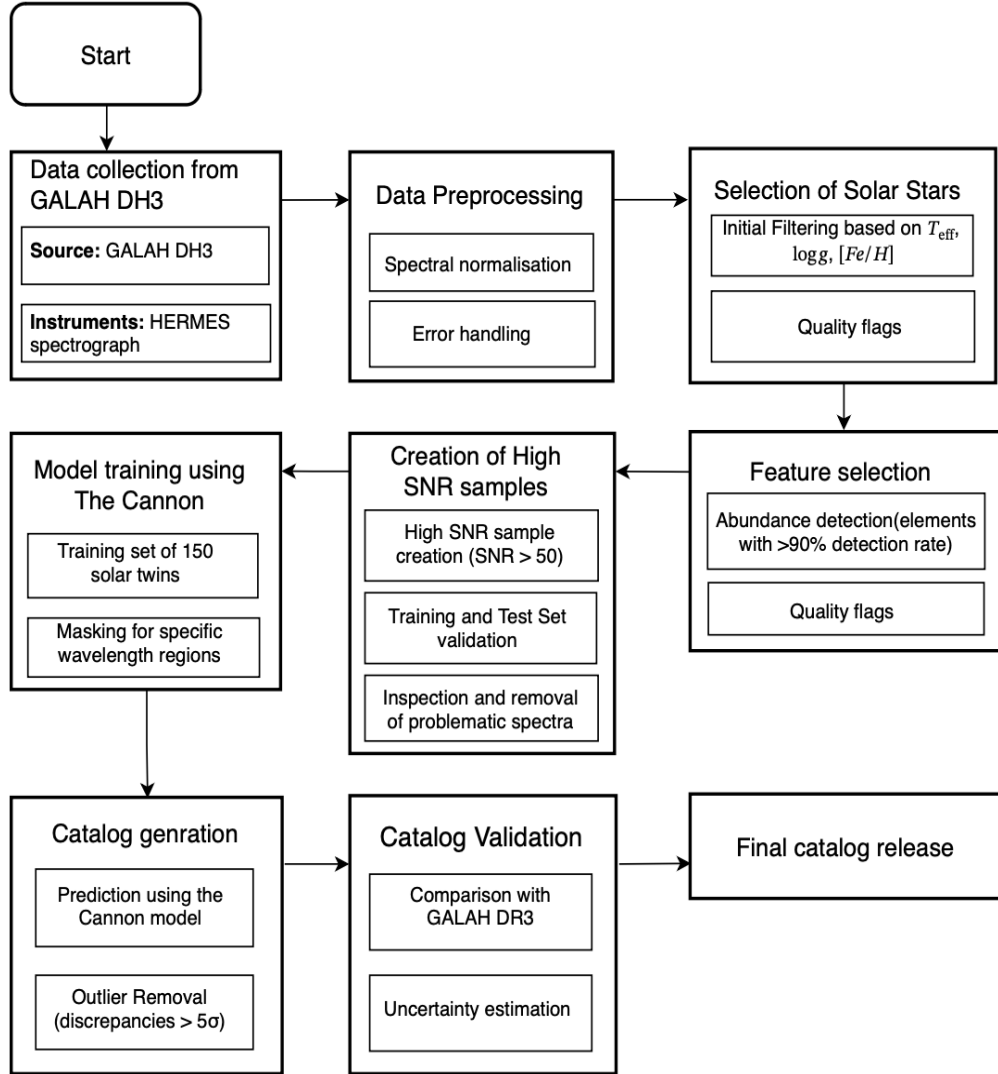 Start
Data collection from
GALAH DH3
Source: GALAH DH3
Instruments: HERMES
spectrograph
Data Preprocessing
Spectral normalisation
Error handling
Selection of Solar Stars
Initial Filtering based on T_eff,
log g, [Fe/H]
Quality flags
Feature selection
Abundance detection(elements
with >90% detection rate)
Quality flags
Creation of High
SNR samples
High SNR sample
creation (SNR > 50)
Training and Test Set
validation
Inspection and removal
of problematic spectra
Model training using
The Cannon
Training set of 150
solar twins
Masking for specific
wavelength regions
Catalog genration
Prediction using the
Cannon model
Outlier Removal
(discrepancies > 5σ)
Catalog Validation
Comparison with
GALAH DR3
Uncertainty estimation
Final catalog release